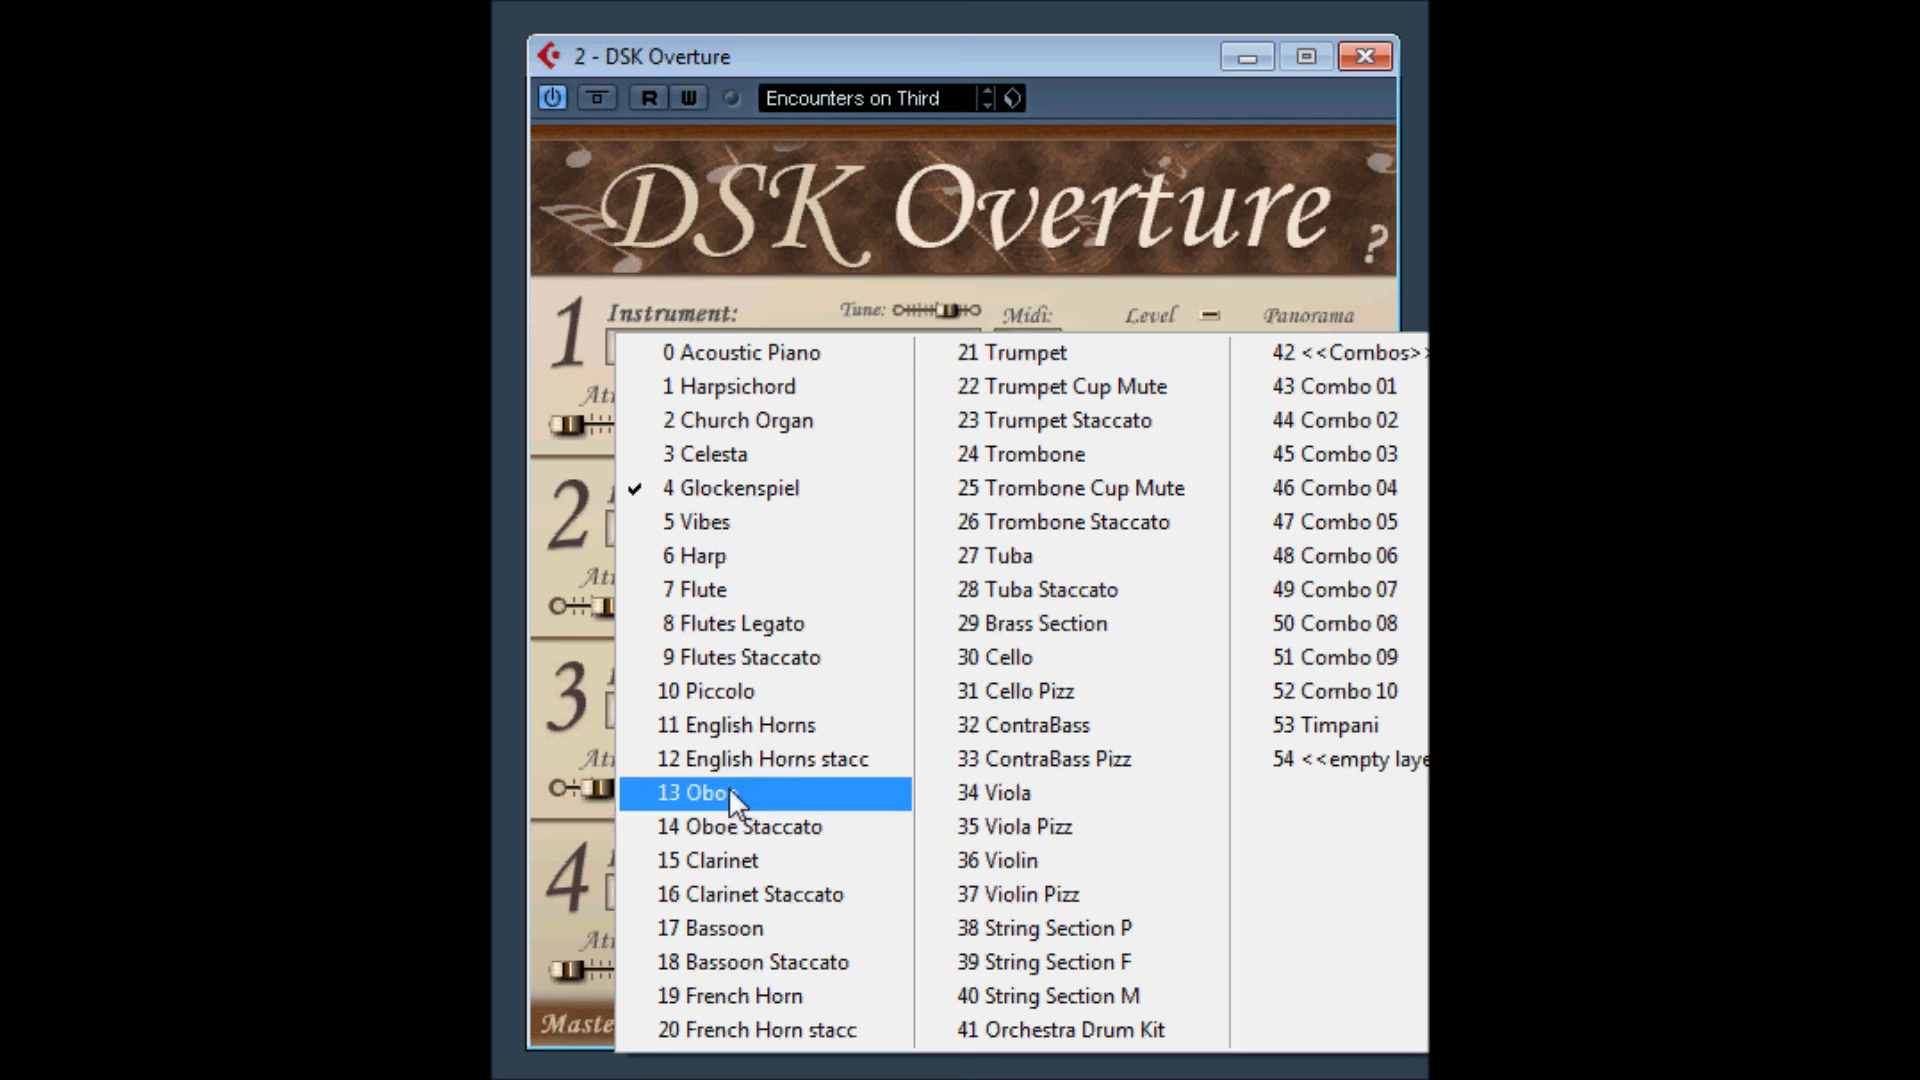 2 - DSK Overture
R W Encounters on Third
DSK Overture ?
1 Instrument: Tune: Midi: Level Panorama
0 Acoustic Piano
1 Harpsichord
2 Church Organ
3 Celesta
4 Glockenspiel
5 Vibes
6 Harp
7 Flute
8 Flutes Legato
9 Flutes Staccato
10 Piccolo
11 English Horns
12 English Horns stacc
13 Oboe
14 Oboe Staccato
15 Clarinet
16 Clarinet Staccato
17 Bassoon
18 Bassoon Staccato
19 French Horn
20 French Horn stacc
21 Trumpet
22 Trumpet Cup Mute
23 Trumpet Staccato
24 Trombone
25 Trombone Cup Mute
26 Trombone Staccato
27 Tuba
28 Tuba Staccato
29 Brass Section
30 Cello
31 Cello Pizz
32 ContraBass
33 ContraBass Pizz
34 Viola
35 Viola Pizz
36 Violin
37 Violin Pizz
38 String Section P
39 String Section F
40 String Section M
41 Orchestra Drum Kit
42 <<Combos>>
43 Combo 01
44 Combo 02
45 Combo 03
46 Combo 04
47 Combo 05
48 Combo 06
49 Combo 07
50 Combo 08
51 Combo 09
52 Combo 10
53 Timpani
54 <<empty laye
2
3
4
Maste